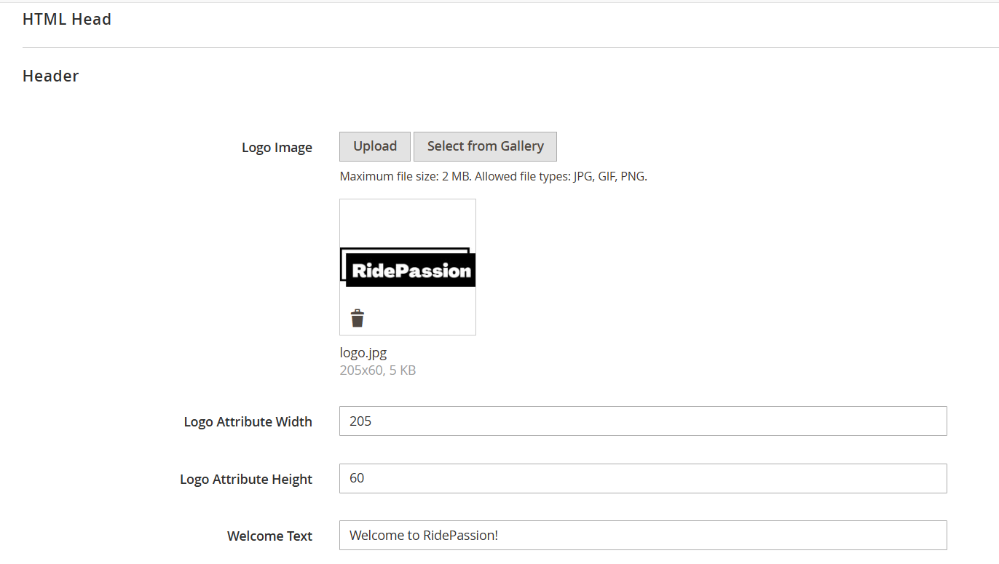 HTML Head
Header
Logo Image
Upload
Select from Gallery
Maximum file size: 2 MB. Allowed file types: JPG, GIF, PNG.
RidePassion
logo.jpg
205x60, 5 KB
Logo Attribute Width
205
Logo Attribute Height
60
Welcome Text
Welcome to RidePassion!